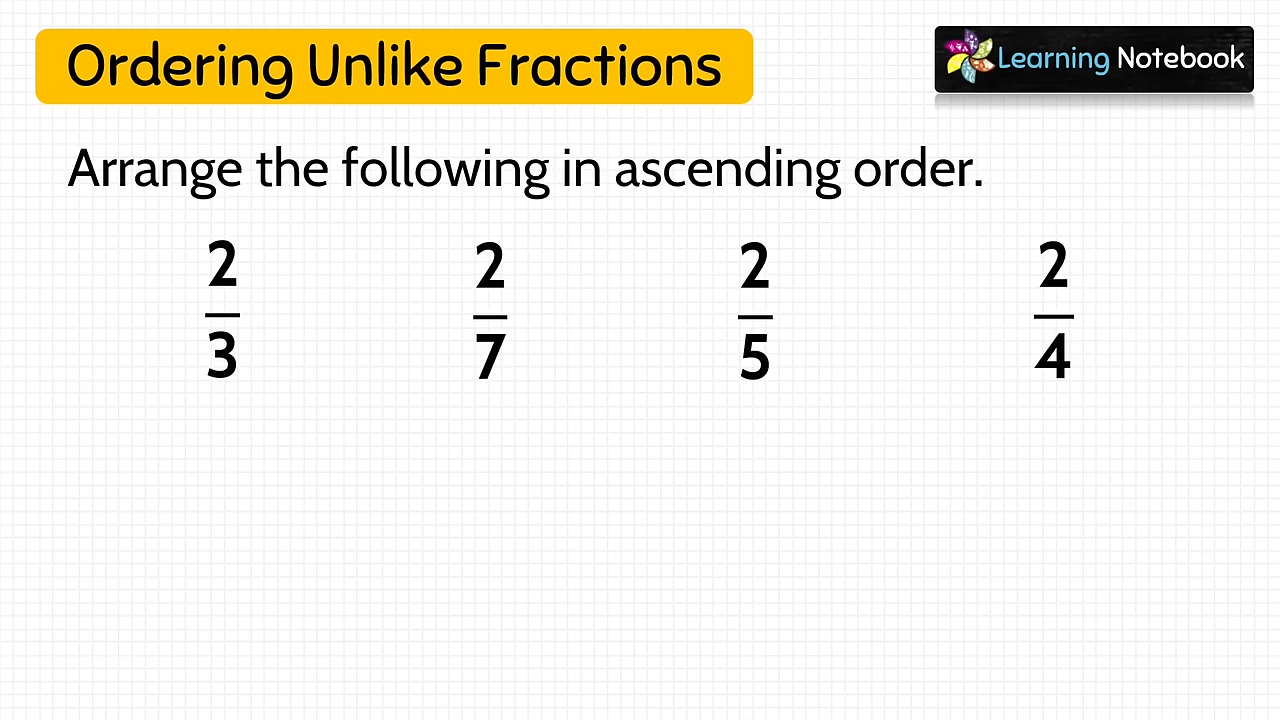 Ordering Unlike Fractions
Learning Notebook
Arrange the following in ascending order.
2 2 2 2
3 7 5 4